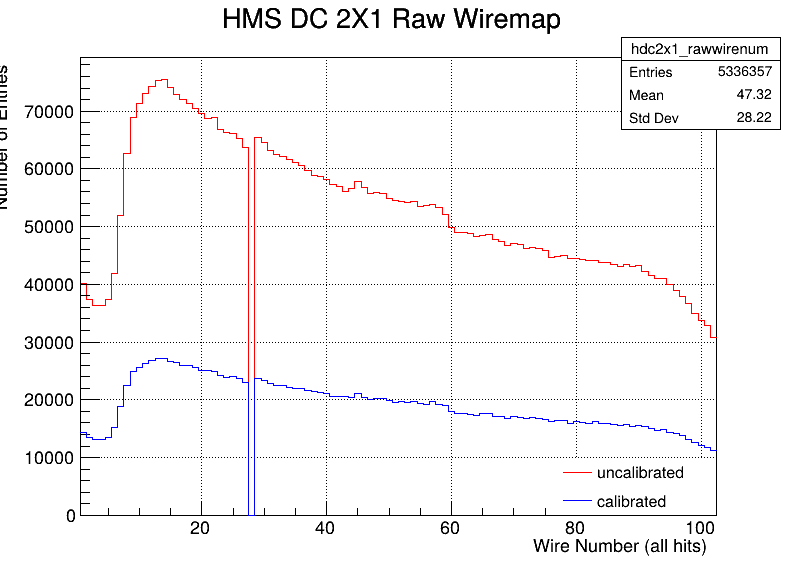 HMS DC 2X1 Raw Wiremap
hdc2x1_rawwirenum
Entries 5336357
Mean 47.32
Std Dev 28.22
Number of Entries
70000
60000
50000
40000
30000
20000
10000
0
uncalibrated
calibrated
20 40 60 80 100
Wire Number (all hits)